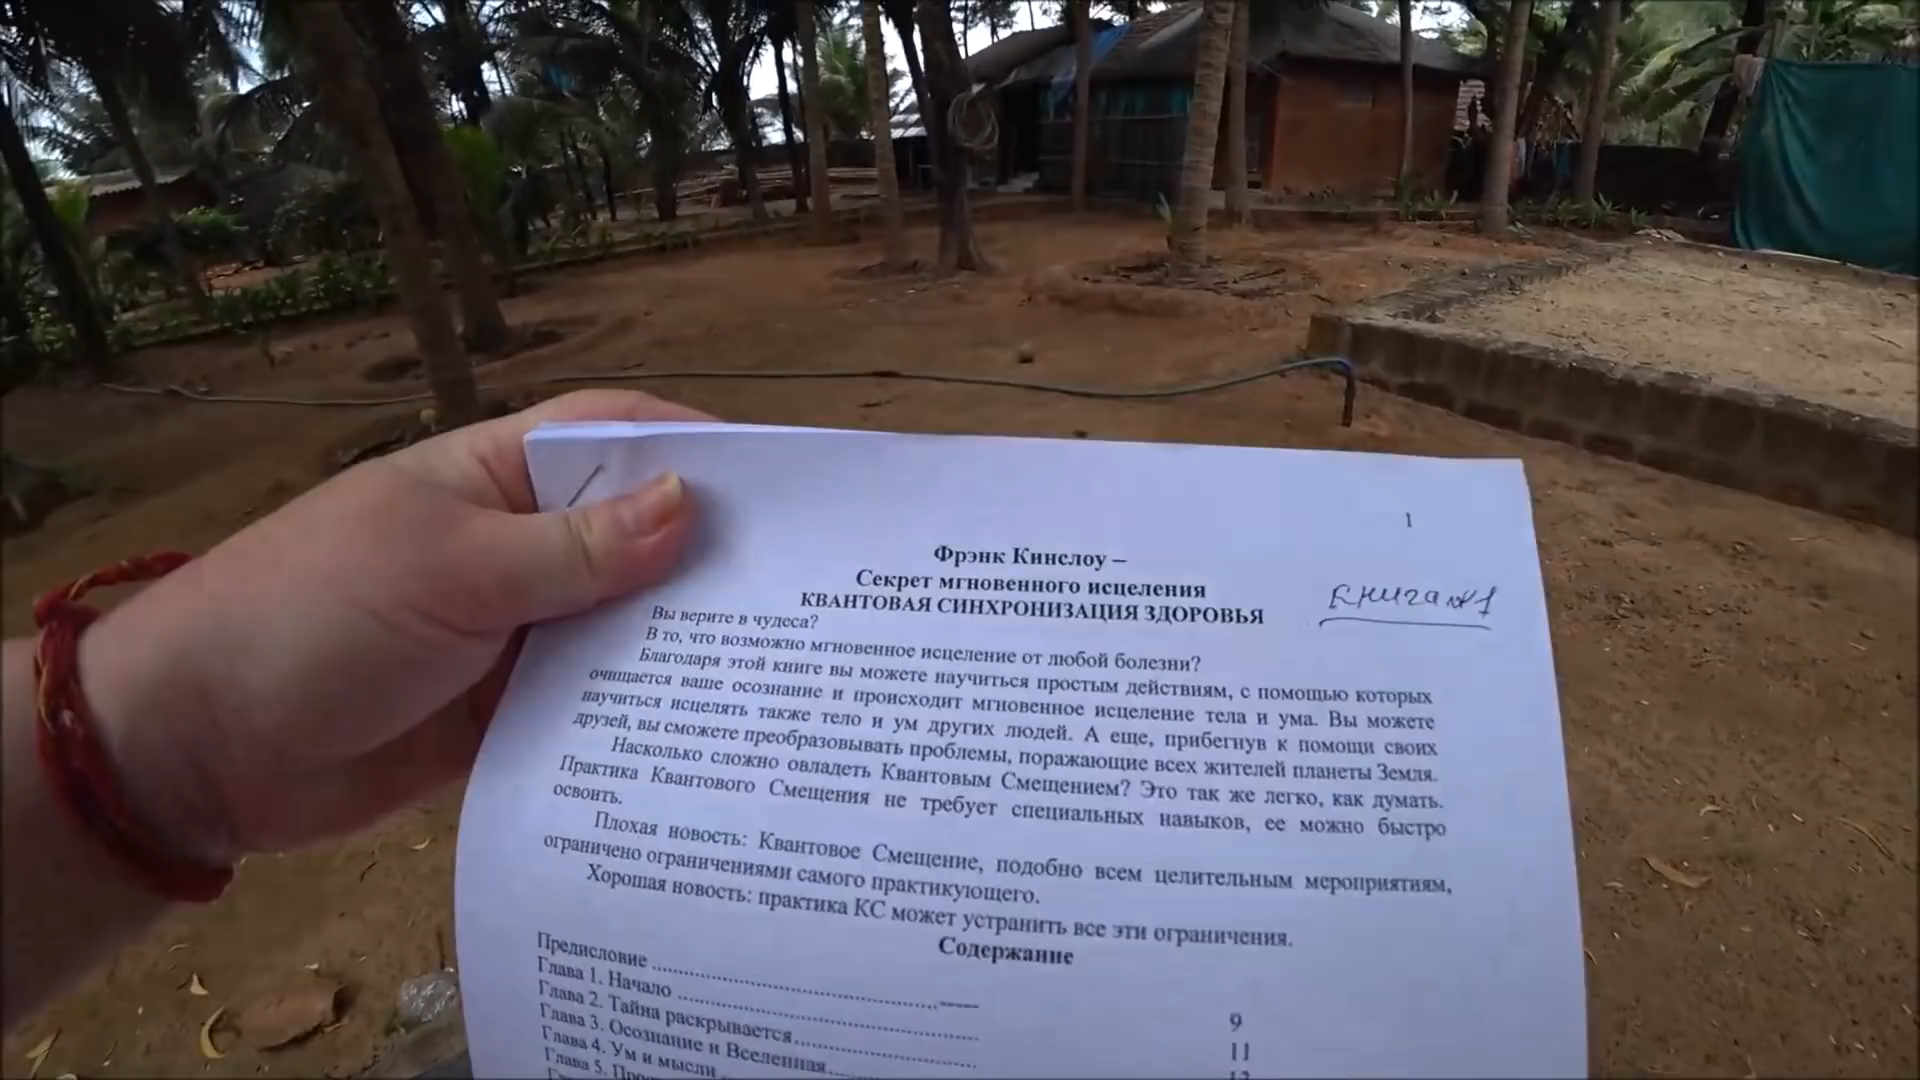 1
Фрэнк Кинслоу –
Секрет мгновенного исцеления
КВАНТОВАЯ СИНХРОНИЗАЦИЯ ЗДОРОВЬЯ
книга №1
Вы верите в чудеса?
В то, что возможно мгновенное исцеление от любой болезни?
Благодаря этой книге вы можете научиться простым действиям, с помощью которых
очищается ваше осознание и происходит мгновенное исцеление тела и ума. Вы можете
научиться исцелять также тело и ум других людей. А еще, прибегнув к помощи своих
друзей, вы сможете преобразовывать проблемы, поражающие всех жителей планеты Земля.
Насколько сложно овладеть Квантовым Смещением? Это так же легко, как думать.
Практика Квантового Смещения не требует специальных навыков, ее можно быстро
освоить.
Плохая новость: Квантовое Смещение, подобно всем целительным мероприятиям,
ограничено ограничениями самого практикующего.
Хорошая новость: практика КС может устранить все эти ограничения.
Содержание
Предисловие
Глава 1. Начало
Глава 2. Тайна раскрывается 9
Глава 3. Осознание и Вселенная 11
Глава 4. Ум и мысли
Глава 5.